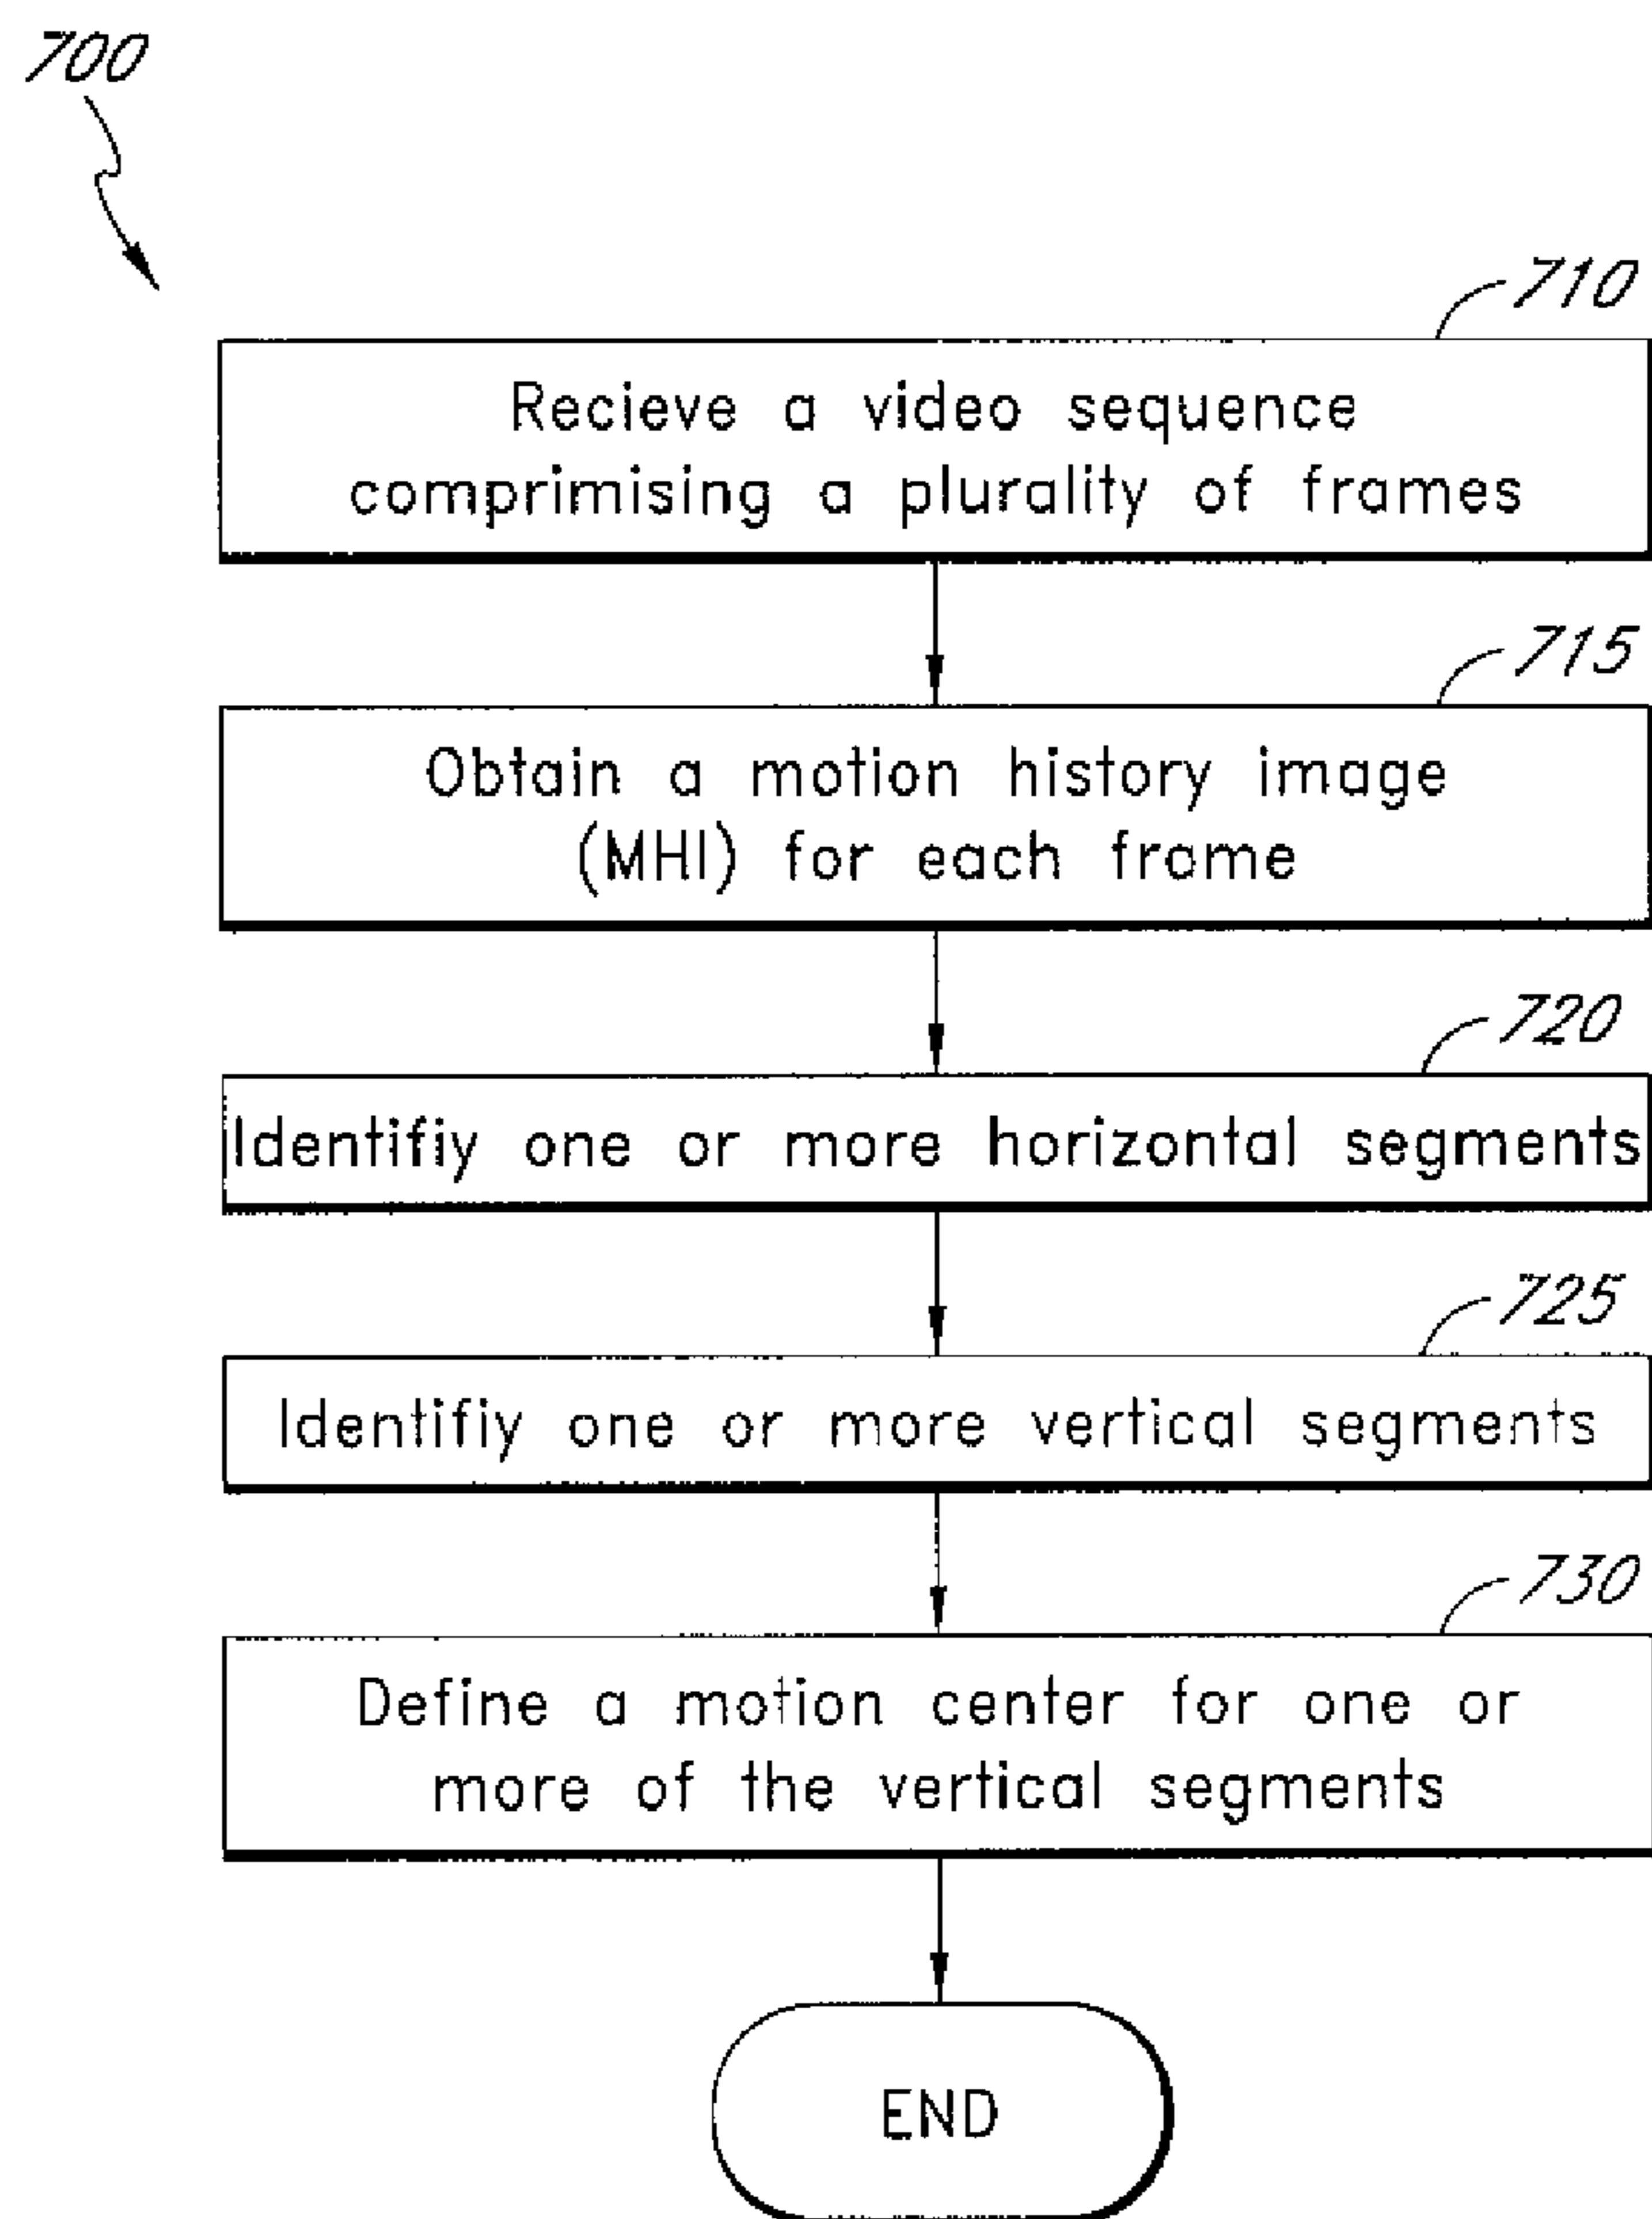 700
710
Recieve a video sequence
comprimising a plurality of frames
715
Obtain a motion history image
(MHI) for each frame
720
Identifiy one or more horizontal segments
725
Identifiy one or more vertical segments
730
Define a motion center for one or
more of the vertical segments
END